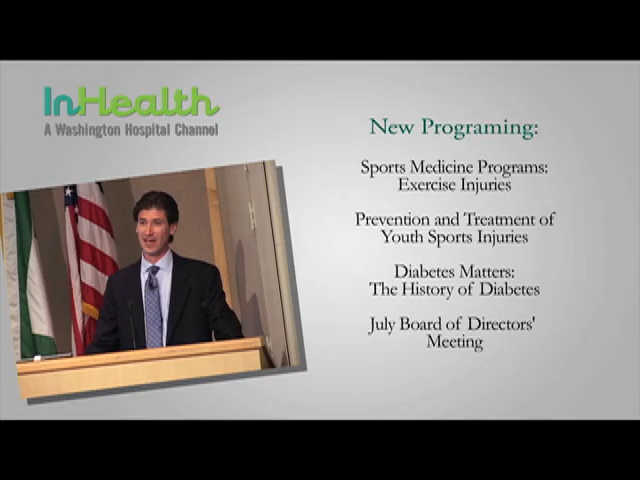 InHealth
A Washington Hospital Channel
New Programing:
Sports Medicine Programs:
Exercise Injuries
Prevention and Treatment of
Youth Sports Injuries
Diabetes Matters:
The History of Diabetes
July Board of Directors'
Meeting